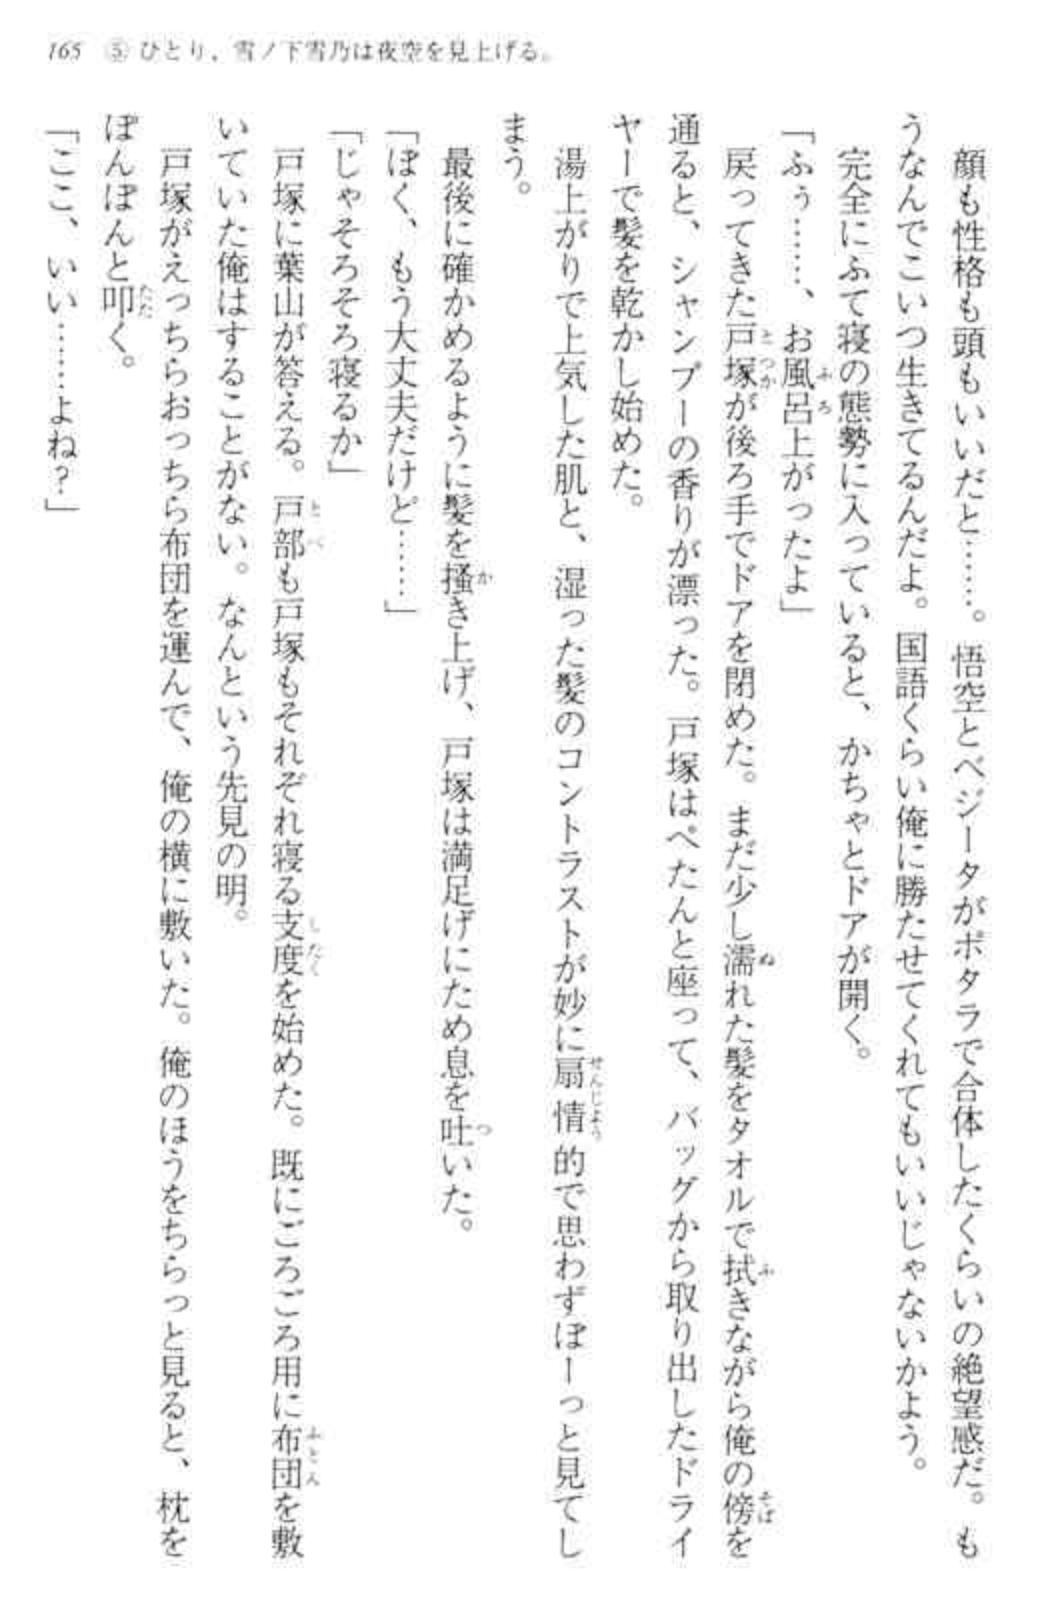 165 ⑤ ひとり、雪ノ下雪乃は夜空を見上げる。
　顔も性格も頭もいいだと……。悟空とベジータがポタラで合体したくらいの絶望感だ。も
うなんでこいつ生きてるんだよ。国語くらい俺に勝たせてくれてもいいじゃないかよう。
　完全にふて寝の態勢に入っていると、かちゃとドアが開く。
「ふぅ……、お風呂上がったよ」
　戻ってきた戸塚が後ろ手でドアを閉めた。まだ少し濡れた髪をタオルで拭きながら俺の傍を
通ると、シャンプーの香りが漂った。戸塚はぺたんと座って、バッグから取り出したドライ
ヤーで髪を乾かし始めた。
　湯上がりで上気した肌と、湿った髪のコントラストが妙に扇情的で思わずぼーっと見てし
まう。
　最後に確かめるように髪を掻き上げ、戸塚は満足げにため息を吐いた。
「ぼく、もう大丈夫だけど……」
「じゃそろそろ寝るか」
　戸塚に葉山が答える。戸部も戸塚もそれぞれ寝る支度を始めた。既にごろごろ用に布団を敷
いていた俺はすることがない。なんという先見の明。
　戸塚がえっちらおっちら布団を運んで、俺の横に敷いた。俺のほうをちらっと見ると、枕を
ぽんぽんと叩く。
「ここ、いい……よね？」